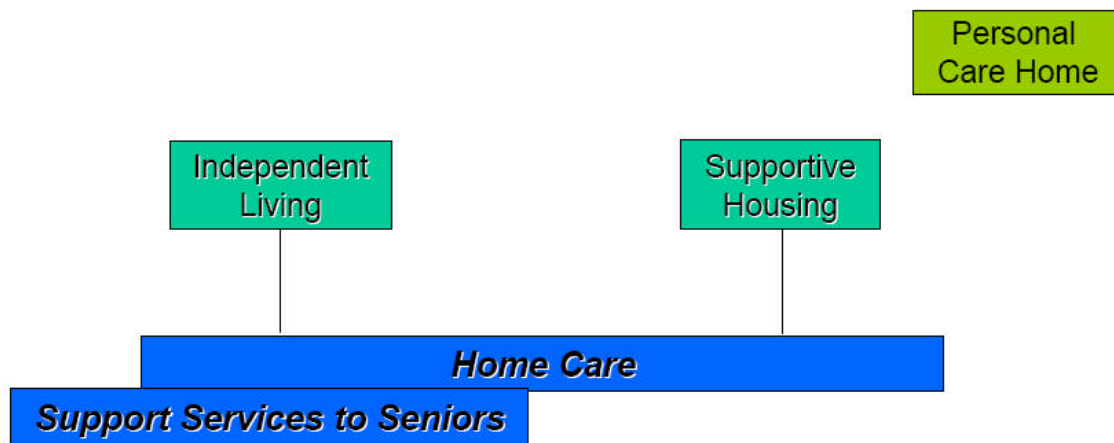 Personal
Care Home
Independent
Living
Supportive
Housing
Home Care
Support Services to Seniors